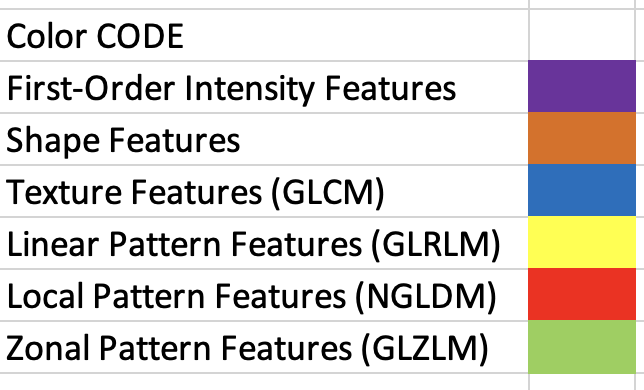 Color CODE
First-Order Intensity Features
Shape Features
Texture Features (GLCM)
Linear Pattern Features (GLRLM)
Local Pattern Features (NGLDM)
Zonal Pattern Features (GLZLM)